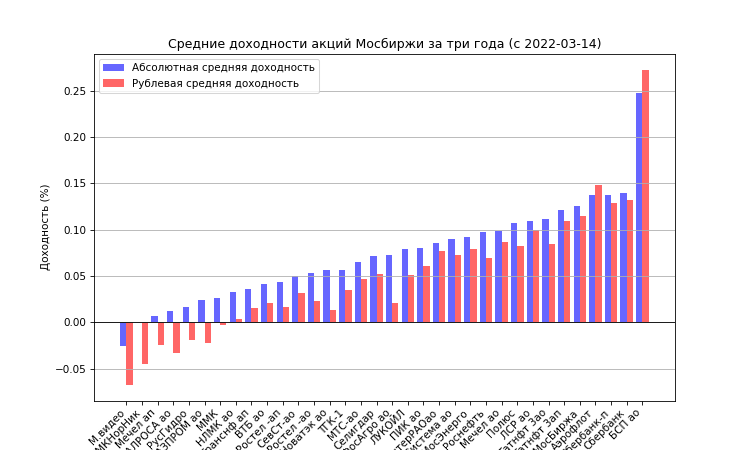 Средние доходности акций Мосбиржи за три года (с 2022-03-14)
Абсолютная средняя доходность
Рублевая средняя доходность
Доходность (%)
0.25
0.20
0.15
0.10
0.05
0.00
−0.05
М.видео
Мечел ап
РусГидро
ММК
НЛМК ао
ВТБ ао
Ростел -ап
СевСт-ао
Ростел -ао
ТГК-1
МТС-ао
Селигдар
ЛУКОЙЛ
ПИК ао
Роснефть
Мечел ао
Полюс
ЛСР ао
МосБиржа
Аэрофлот
Сбербанк
БСП ао